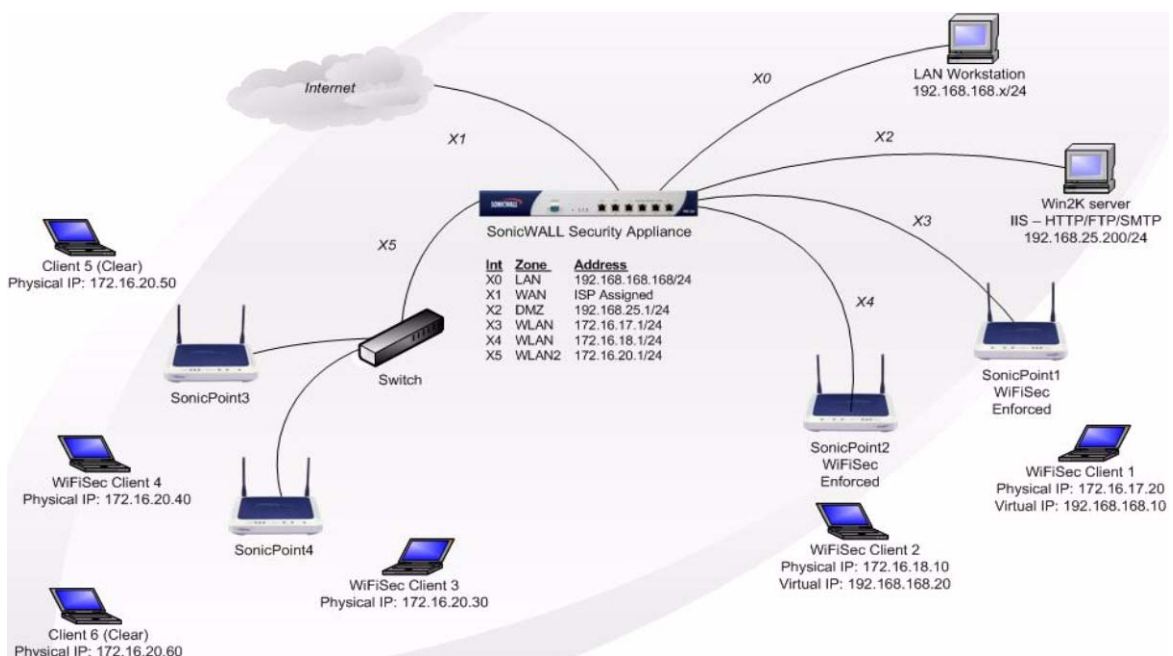 Internet
X0
LAN Workstation
192.168.168.x/24
X1
X2
Win2K server
IIS – HTTP/FTP/SMTP
192.168.25.200/24
SONICWALL
SonicWALL Security Appliance
X3
X5
X4
Client 5 (Clear)
Physical IP: 172.16.20.50
Int Zone Address
X0 LAN 192.168.168.168/24
X1 WAN ISP Assigned
X2 DMZ 192.168.25.1/24
X3 WLAN 172.16.17.1/24
X4 WLAN 172.16.18.1/24
X5 WLAN2 172.16.20.1/24
Switch
SonicPoint3
SonicPoint1
WiFiSec
Enforced
SonicPoint2
WiFiSec
Enforced
WiFiSec Client 4
Physical IP: 172.16.20.40
WiFiSec Client 1
Physical IP: 172.16.17.20
Virtual IP: 192.168.168.10
SonicPoint4
WiFiSec Client 3
Physical IP: 172.16.20.30
WiFiSec Client 2
Physical IP: 172.16.18.10
Virtual IP: 192.168.168.20
Client 6 (Clear)
Physical IP: 172.16.20.60